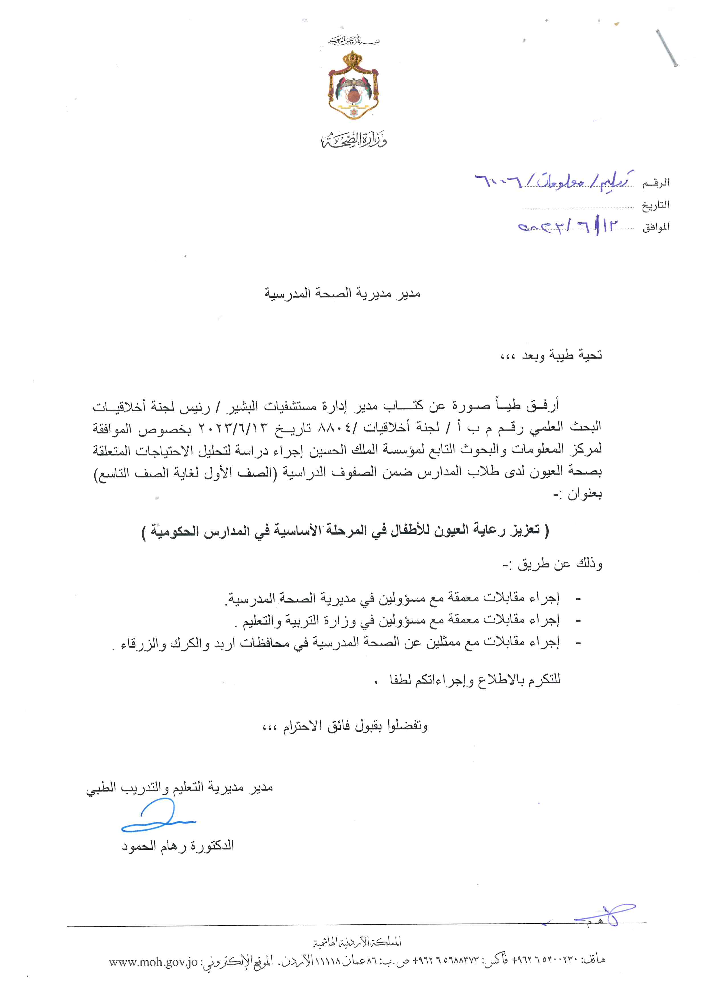 بسم الله الرحمن الرحيم
وزارة الصحة
الرقم تعليم/معلومات/٦٠٠٦
التاريخ
الموافق ١٣/٦/٢٠٢٣
مدير مديرية الصحة المدرسية
تحية طيبة وبعد ،،،
أرفق طياً صورة عن كتاب مدير إدارة مستشفيات البشير / رئيس لجنة أخلاقيات
البحث العلمي رقم م ب أ / لجنة أخلاقيات /٨٨٠٤ تاريخ ٢٠٢٣/٦/١٣ بخصوص الموافقة
لمركز المعلومات والبحوث التابع لمؤسسة الملك الحسين إجراء دراسة لتحليل الاحتياجات المتعلقة
بصحة العيون لدى طلاب المدارس ضمن الصفوف الدراسية (الصف الأول لغاية الصف التاسع)
بعنوان :-
( تعزيز رعاية العيون للأطفال في المرحلة الأساسية في المدارس الحكومية )
وذلك عن طريق :-
- إجراء مقابلات معمقة مع مسؤولين في مديرية الصحة المدرسية.
- إجراء مقابلات معمقة مع مسؤولين في وزارة التربية والتعليم .
- إجراء مقابلات مع ممثلين عن الصحة المدرسية في محافظات اربد والكرك والزرقاء .
للتكرم بالاطلاع وإجراءاتكم لطفا .
وتفضلوا بقبول فائق الاحترام ،،،
مدير مديرية التعليم والتدريب الطبي
الدكتورة رهام الحمود
هـ م
المملكة الأردنية الهاشمية
هاتف: ٥٢٠٠٢٣٠ ٦ ٩٦٢+ فاكس: ٥٦٨٨٣٧٣ ٦ ٩٦٢+ ص.ب: ٨٦ عمان ١١١١٨ الأردن. الموقع الإلكتروني: www.moh.gov.jo